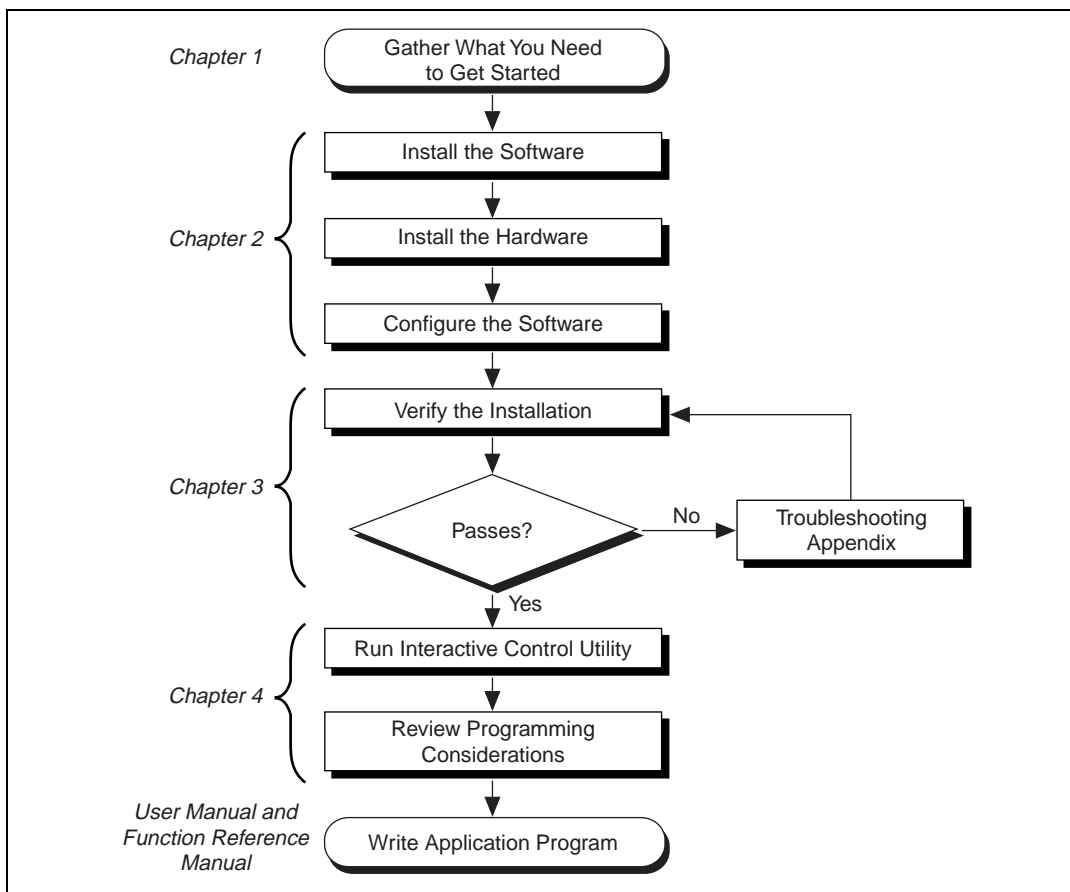 Chapter 1
Gather What You Need
to Get Started
Chapter 2
Install the Software
Install the Hardware
Configure the Software
Chapter 3
Verify the Installation
Passes?
No
Troubleshooting
Appendix
Yes
Chapter 4
Run Interactive Control Utility
Review Programming
Considerations
User Manual and
Function Reference
Manual
Write Application Program